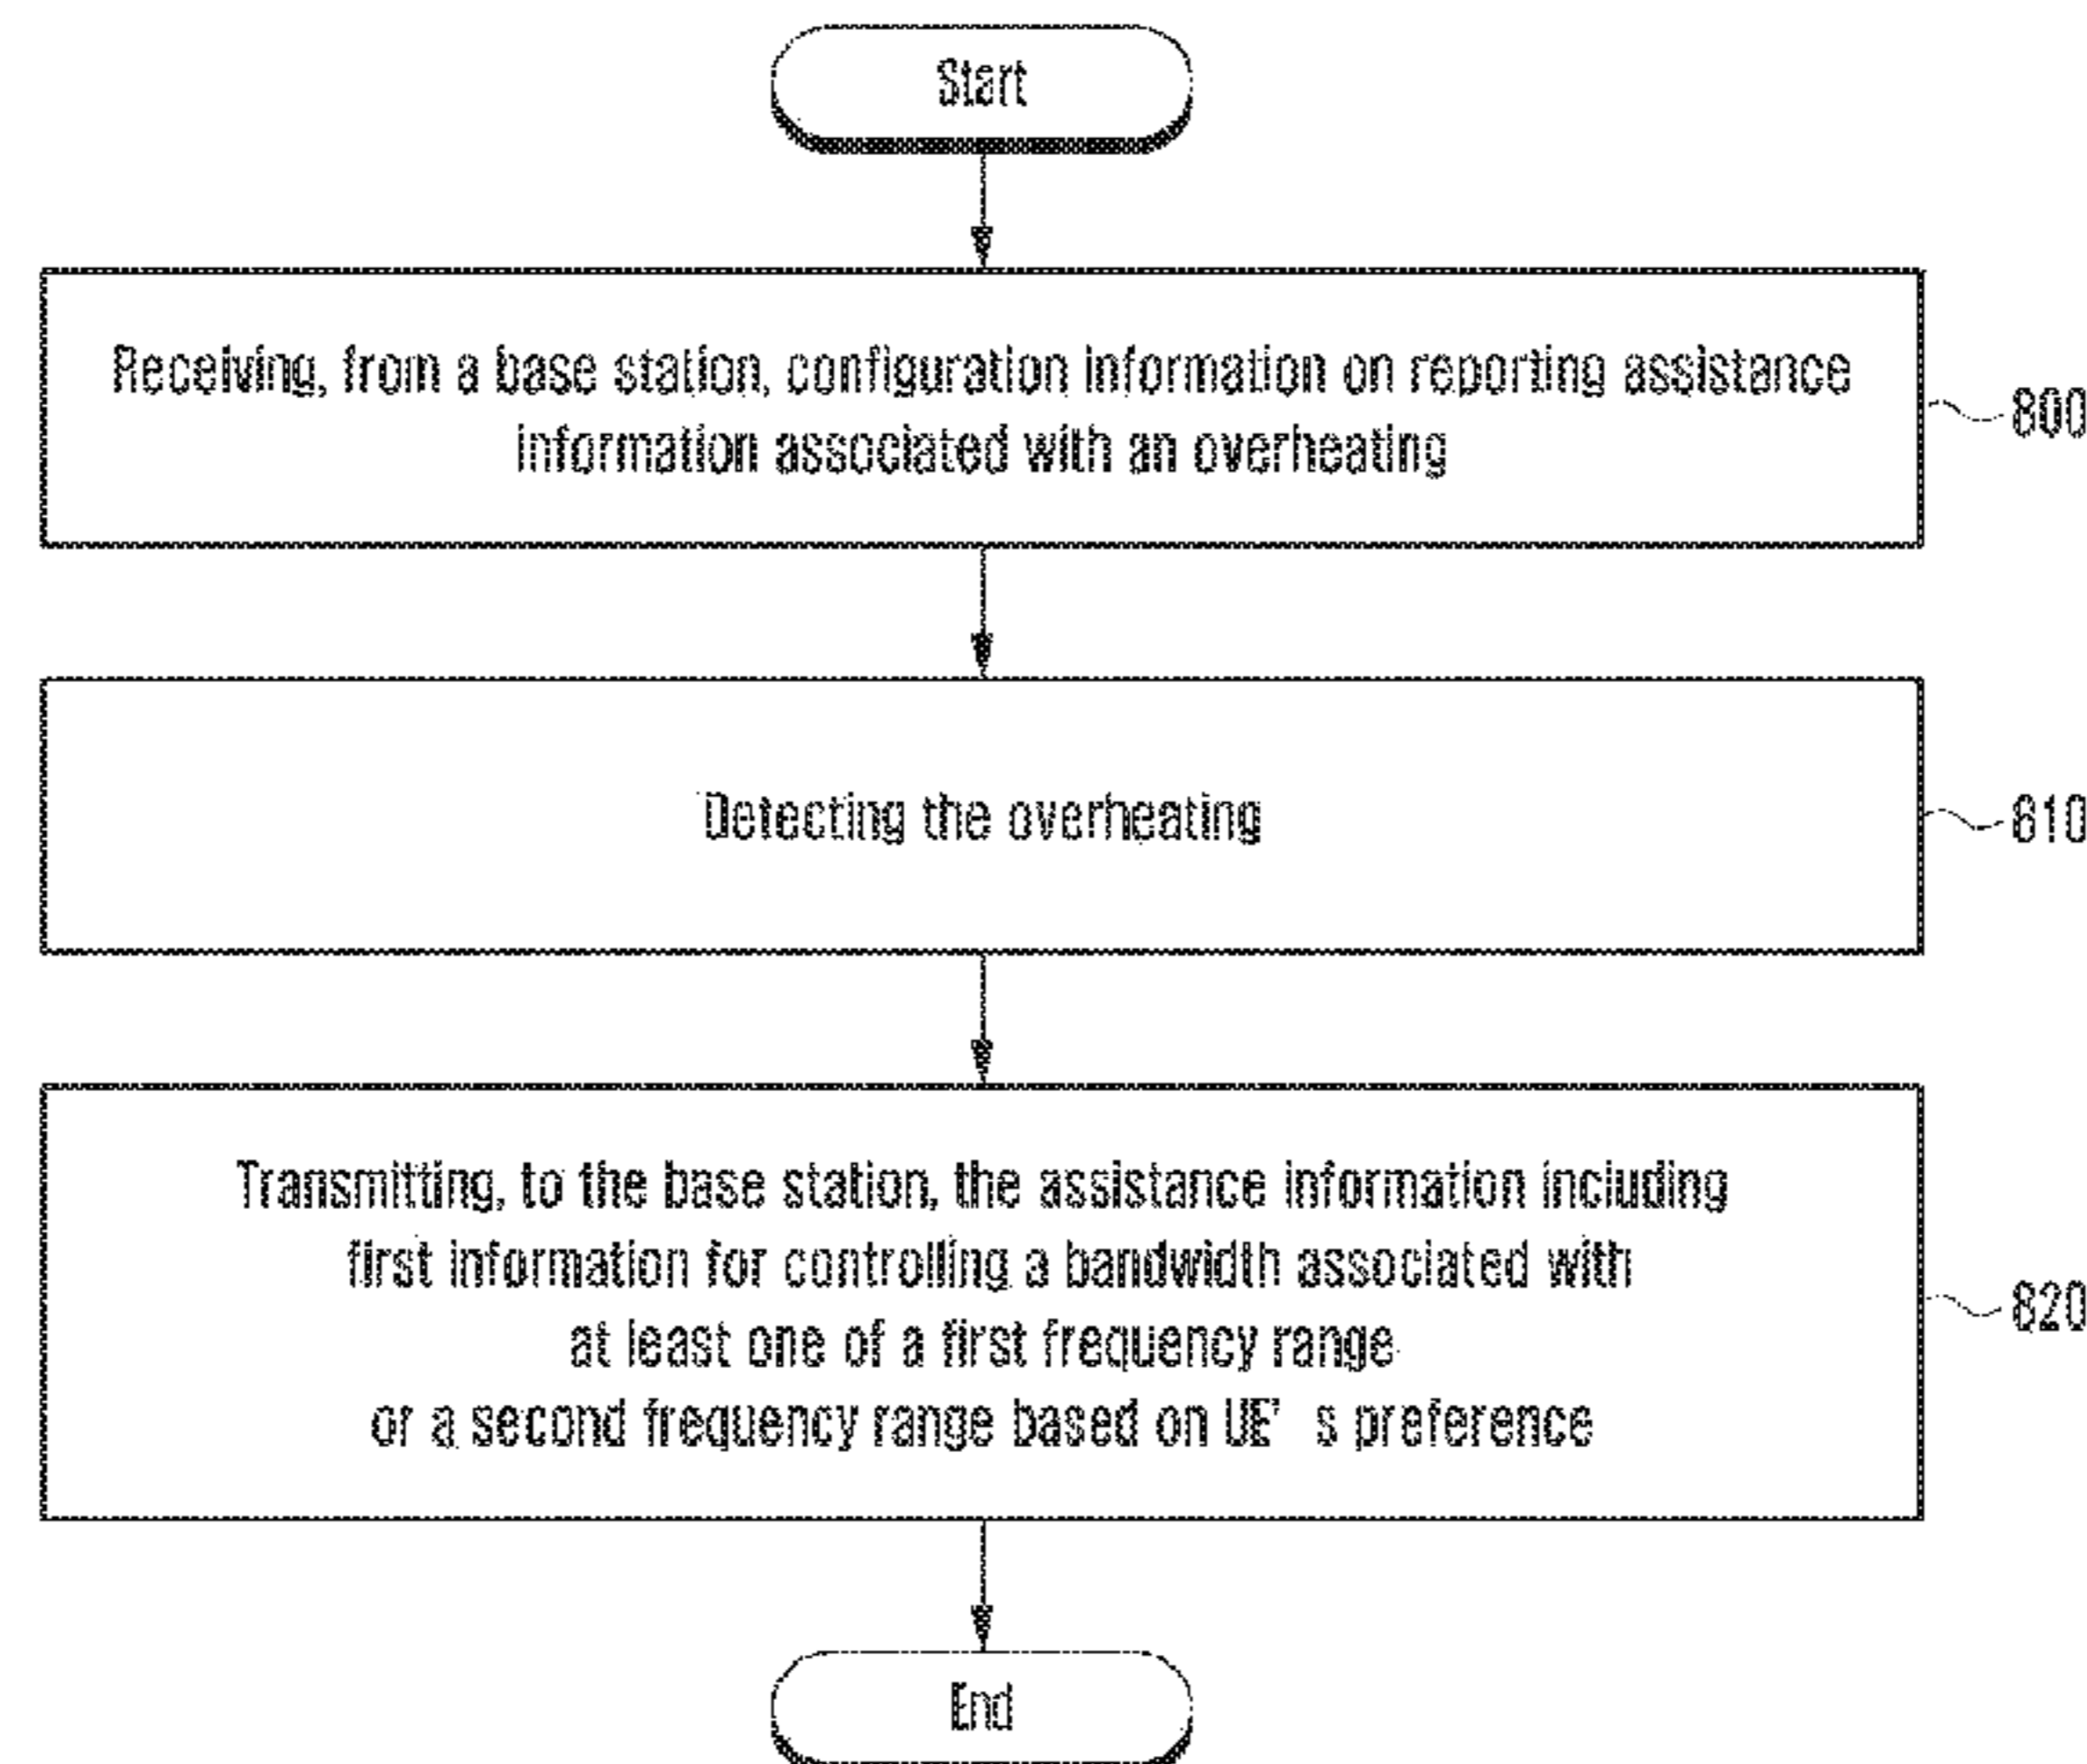 Start
Receiving, from a base station, configuration information on reporting assistance
information associated with an overheating
800
Detecting the overheating
610
Transmitting, to the base station, the assistance information including
first information for controlling a bandwidth associated with
at least one of a first frequency range
or a second frequency range based on UE' s preference
820
End